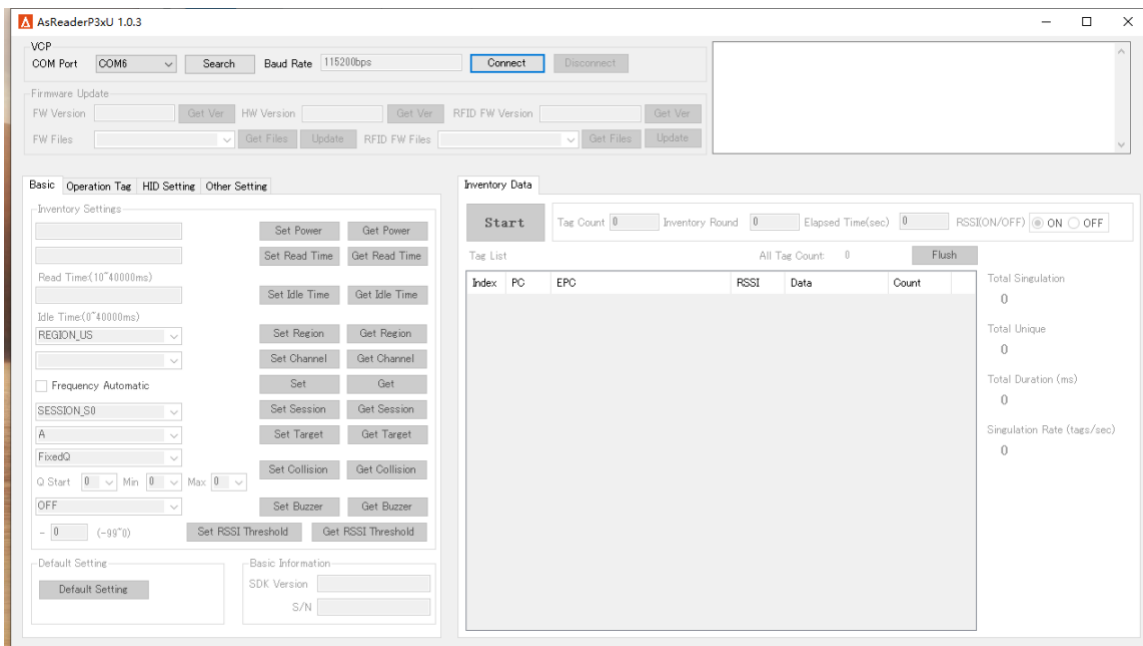 AsReaderP3xU 1.0.3
VCP
COM Port COM6 Search Baud Rate 115200bps Connect Disconnect
Firmware Update
FW Version Get Ver HW Version Get Ver RFID FW Version Get Ver
FW Files Get Files Update RFID FW Files Get Files Update
Basic Operation Tag HID Setting Other Setting
Inventory Settings
Set Power Get Power
Set Read Time Get Read Time
Read Time:(10~40000ms)
Set Idle Time Get Idle Time
Idle Time:(0~40000ms)
REGION_US Set Region Get Region
Set Channel Get Channel
Frequency Automatic Set Get
SESSION_S0 Set Session Get Session
A Set Target Get Target
FixedQ
Set Collision Get Collision
Q Start 0 Min 0 Max 0
OFF Set Buzzer Get Buzzer
- 0 (-99~0) Set RSSI Threshold Get RSSI Threshold
Default Setting
Default Setting
Basic Information
SDK Version
S/N
Inventory Data
Start Tag Count 0 Inventory Round 0 Elapsed Time(sec) 0 RSSI(ON/OFF) ON OFF
Tag List All Tag Count 0 Flush
Index PC EPC RSSI Data Count
Total Singulation
0
Total Unique
0
Total Duration (ms)
0
Singulation Rate (tags/sec)
0